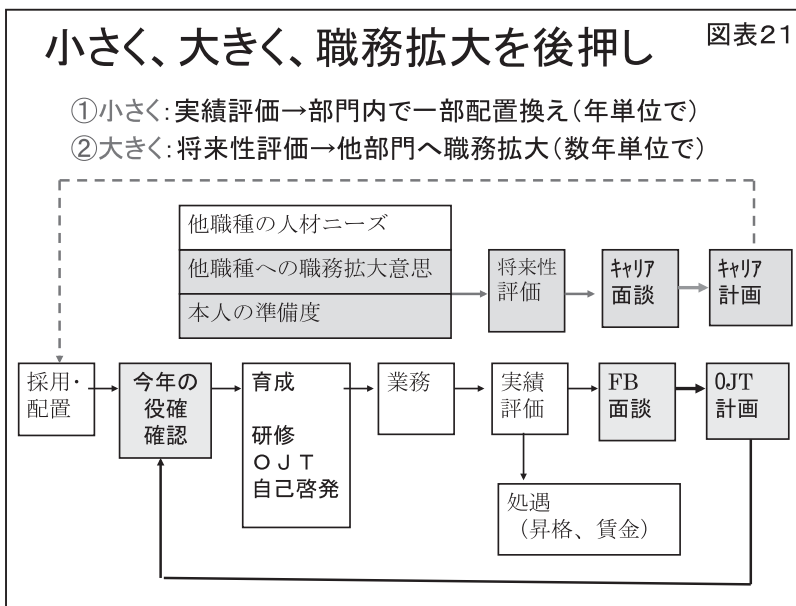 小さく、大きく、職務拡大を後押し
図表21
①小さく：実績評価→部門内で一部配置換え（年単位で）
②大きく：将来性評価→他部門へ職務拡大（数年単位で）
他職種の人材ニーズ
他職種への職務拡大意思
本人の準備度
将来性
評価
ｷｬﾘｱ
面談
ｷｬﾘｱ
計画
採用・
配置
今年の
役確
確認
育成
研修
ＯＪＴ
自己啓発
業務
実績
評価
FB
面談
OJT
計画
処遇
（昇格、賃金）